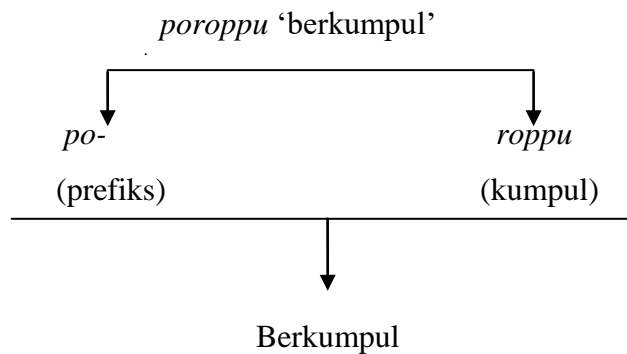 poroppu ‘berkumpul’
po- roppu
(prefiks) (kumpul)
Berkumpul